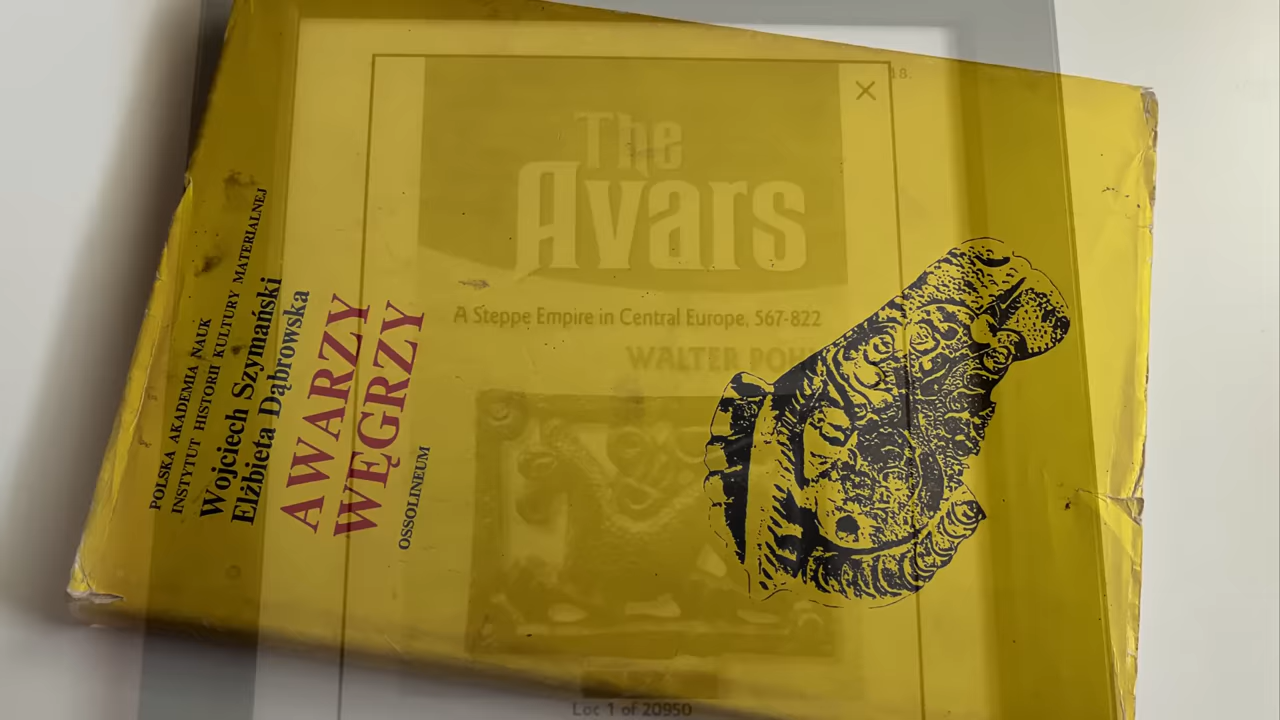 POLSKA AKADEMIA NAUK
INSTYTUT HISTORII KULTURY MATERIALNEJ
Wojciech Szymański
Elżbieta Dąbrowska
AWARZY
WĘGRZY
OSSOLINEUM
The
Avars
A Steppe Empire in Central Europe, 567-822
WALTER
Loc 1 of 20950